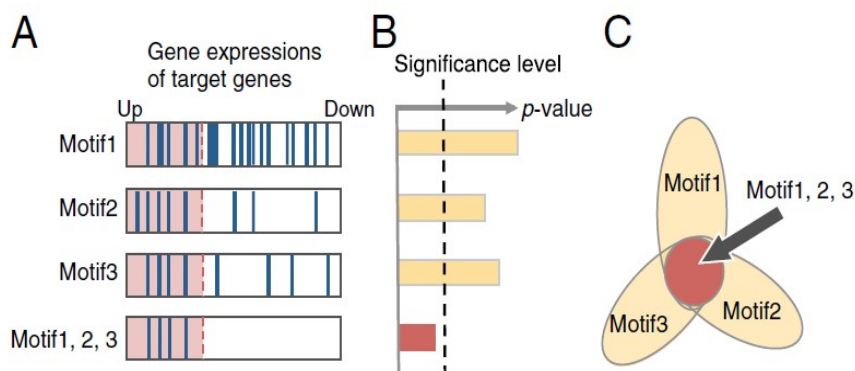 A
B
C
Gene expressions
of target genes
Significance level
Up
Down
p-value
Motif1
Motif2
Motif3
Motif1, 2, 3
Motif1
Motif1, 2, 3
Motif3
Motif2